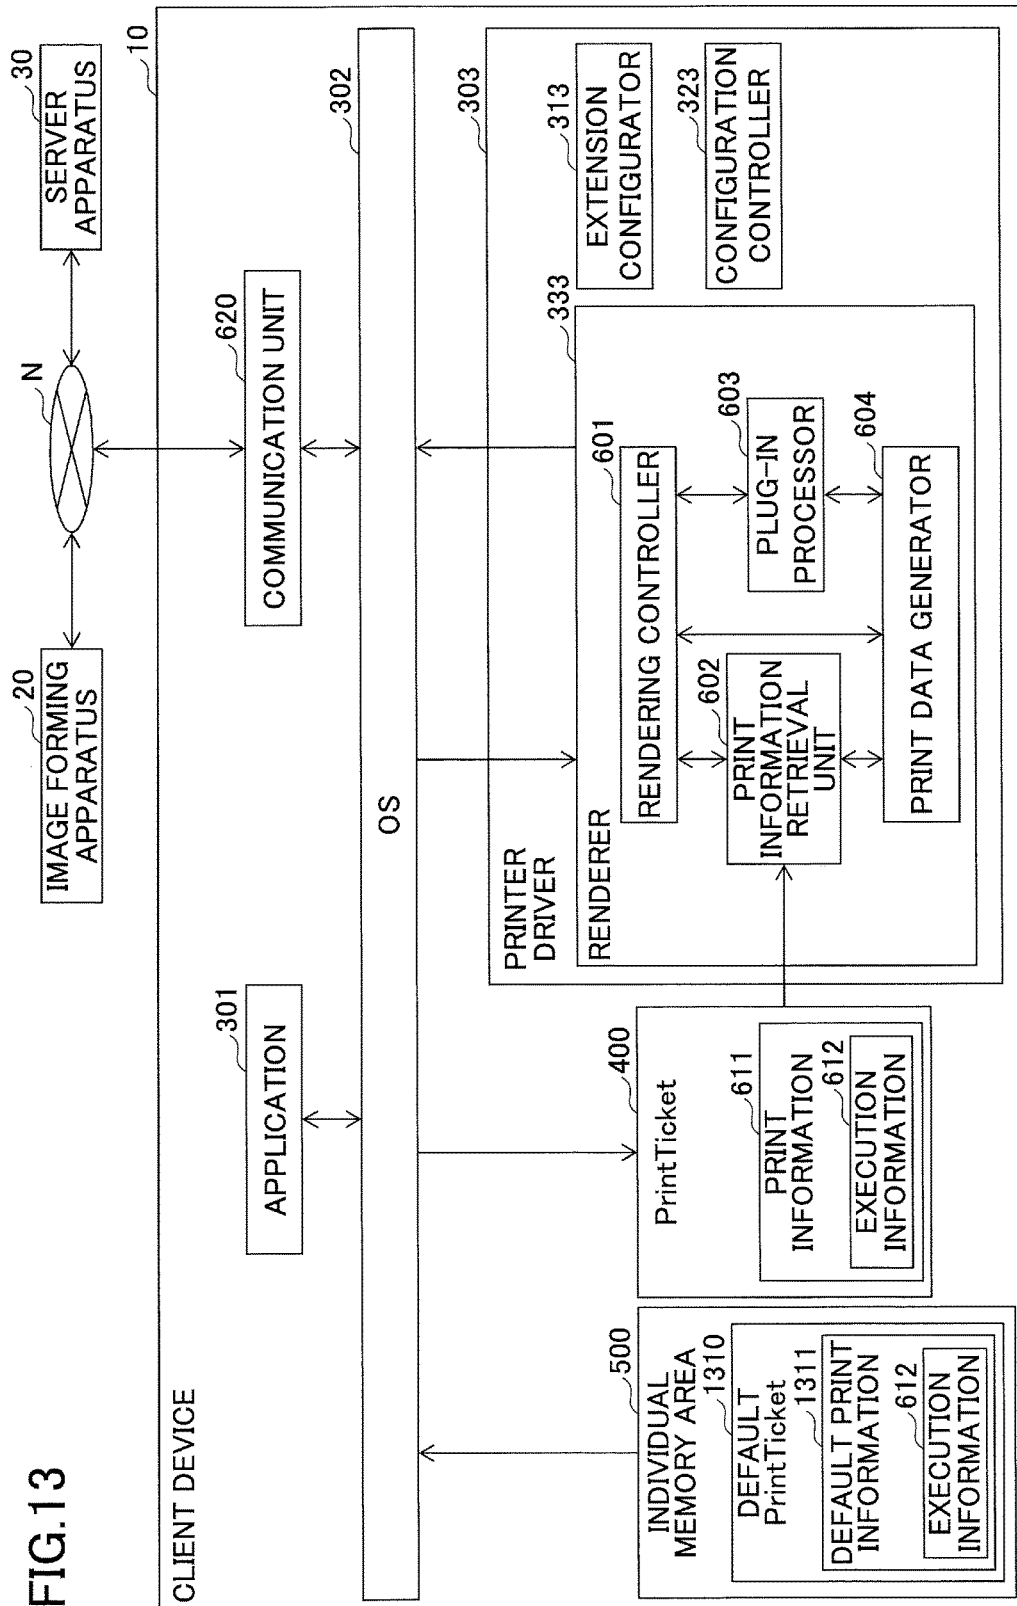 FIG.13
20
IMAGE FORMING
APPARATUS
N
30
SERVER
APPARATUS
CLIENT DEVICE
10
301
APPLICATION
620
COMMUNICATION UNIT
OS
302
500
INDIVIDUAL
MEMORY AREA
1310
DEFAULT
PrintTicket
1311
DEFAULT PRINT
INFORMATION
612
EXECUTION
INFORMATION
400
PrintTicket
611
PRINT
INFORMATION
612
EXECUTION
INFORMATION
PRINTER
DRIVER
303
RENDERER
333
601
RENDERING CONTROLLER
602
PRINT
INFORMATION
RETRIEVAL
UNIT
603
PLUG-IN
PROCESSOR
604
PRINT DATA GENERATOR
313
EXTENSION
CONFIGURATOR
323
CONFIGURATION
CONTROLLER